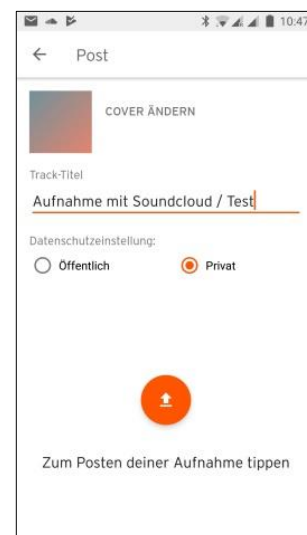 10:47
Post
COVER ÄNDERN
Track-Titel
Aufnahme mit Soundcloud / Test
Datenschutzeinstellung:
Öffentlich Privat
Zum Posten deiner Aufnahme tippen